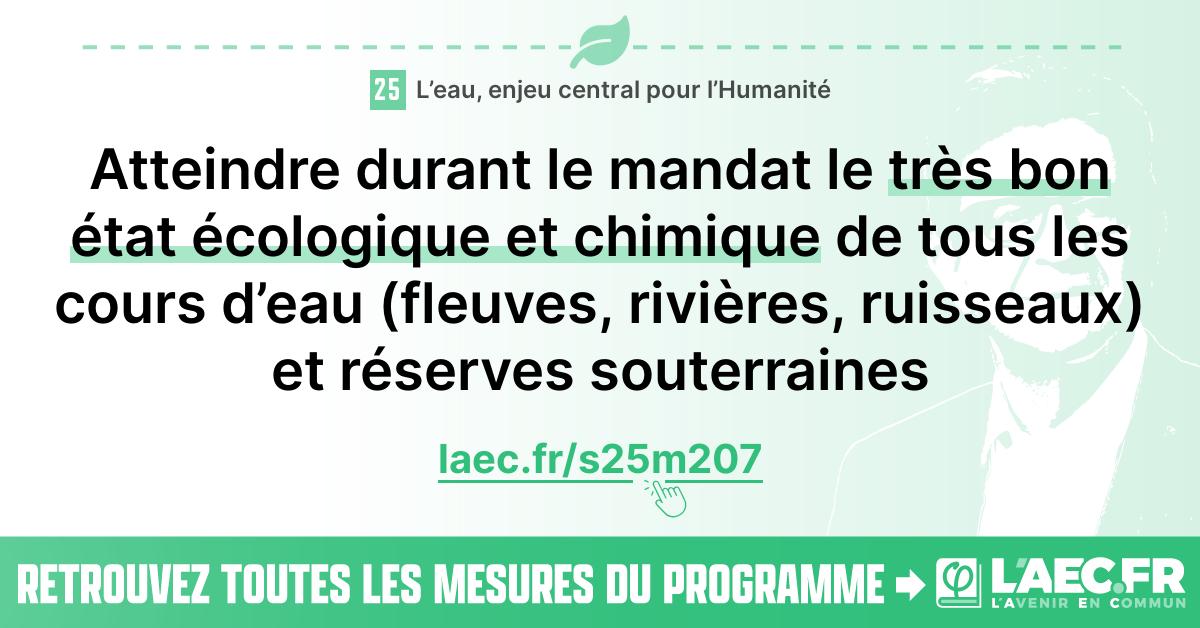 25 L’eau, enjeu central pour l’Humanité
Atteindre durant le mandat le très bon
état écologique et chimique de tous les
cours d’eau (fleuves, rivières, ruisseaux)
et réserves souterraines
laec.fr/s25m207
RETROUVEZ TOUTES LES MESURES DU PROGRAMME
L’AEC.FR
L’AVENIR EN COMMUN